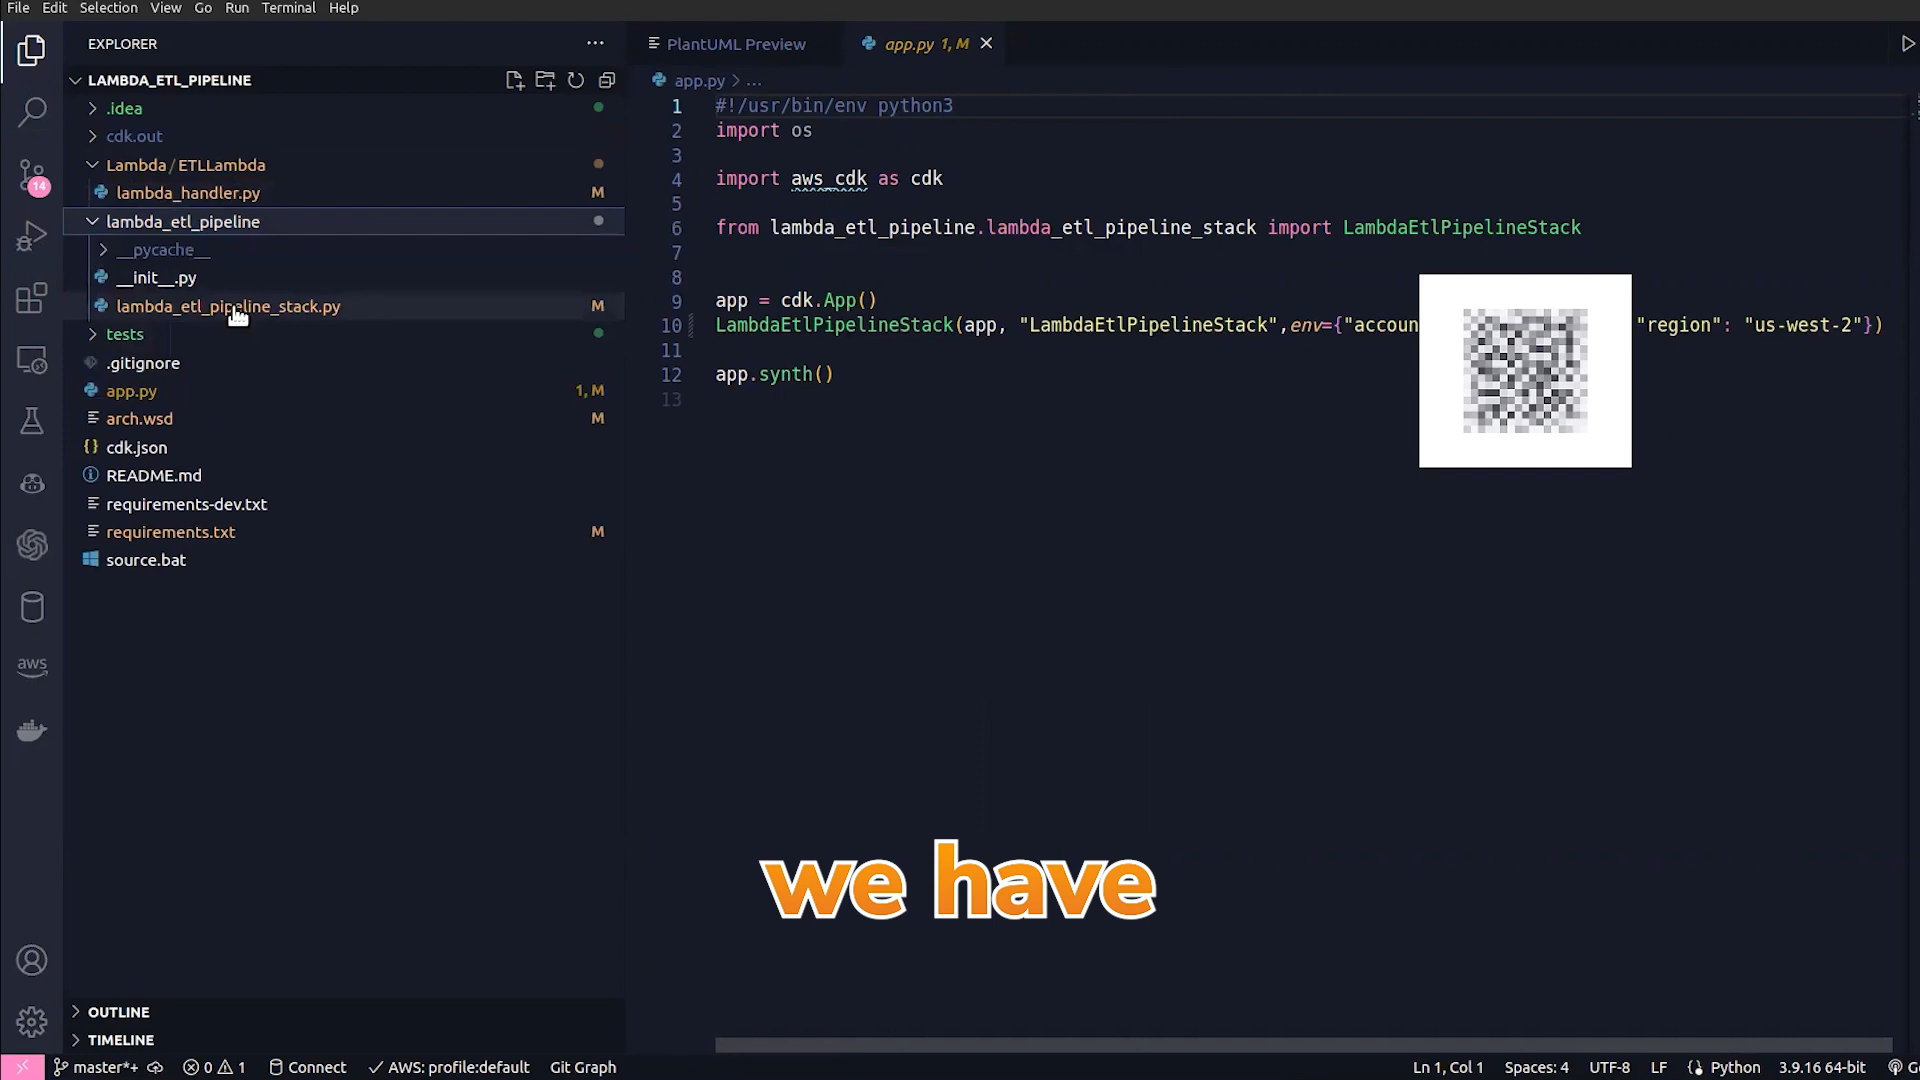 File Edit Selection View Go Run Terminal Help
EXPLORER
LAMBDA_ETL_PIPELINE
.idea
cdk.out
Lambda/ETLLambda
lambda_handler.py M
lambda_etl_pipeline
__pycache__
__init__.py
lambda_etl_pipeline_stack.py M
tests
.gitignore
app.py 1, M
arch.wsd M
cdk.json
README.md
requirements-dev.txt
requirements.txt M
source.bat
OUTLINE
TIMELINE
14
aws
PlantUML Preview
app.py 1, M
app.py > ...
1 #!/usr/bin/env python3
2 import os
3
4 import aws_cdk as cdk
5
6 from lambda_etl_pipeline.lambda_etl_pipeline_stack import LambdaEtlPipelineStack
7
8
9 app = cdk.App()
10 LambdaEtlPipelineStack(app, "LambdaEtlPipelineStack",env={"accoun "region": "us-west-2"})
11
12 app.synth()
13
we have
master*+ 0 1 Connect AWS: profile:default Git Graph Ln 1, Col 1 Spaces: 4 UTF-8 LF Python 3.9.16 64-bit